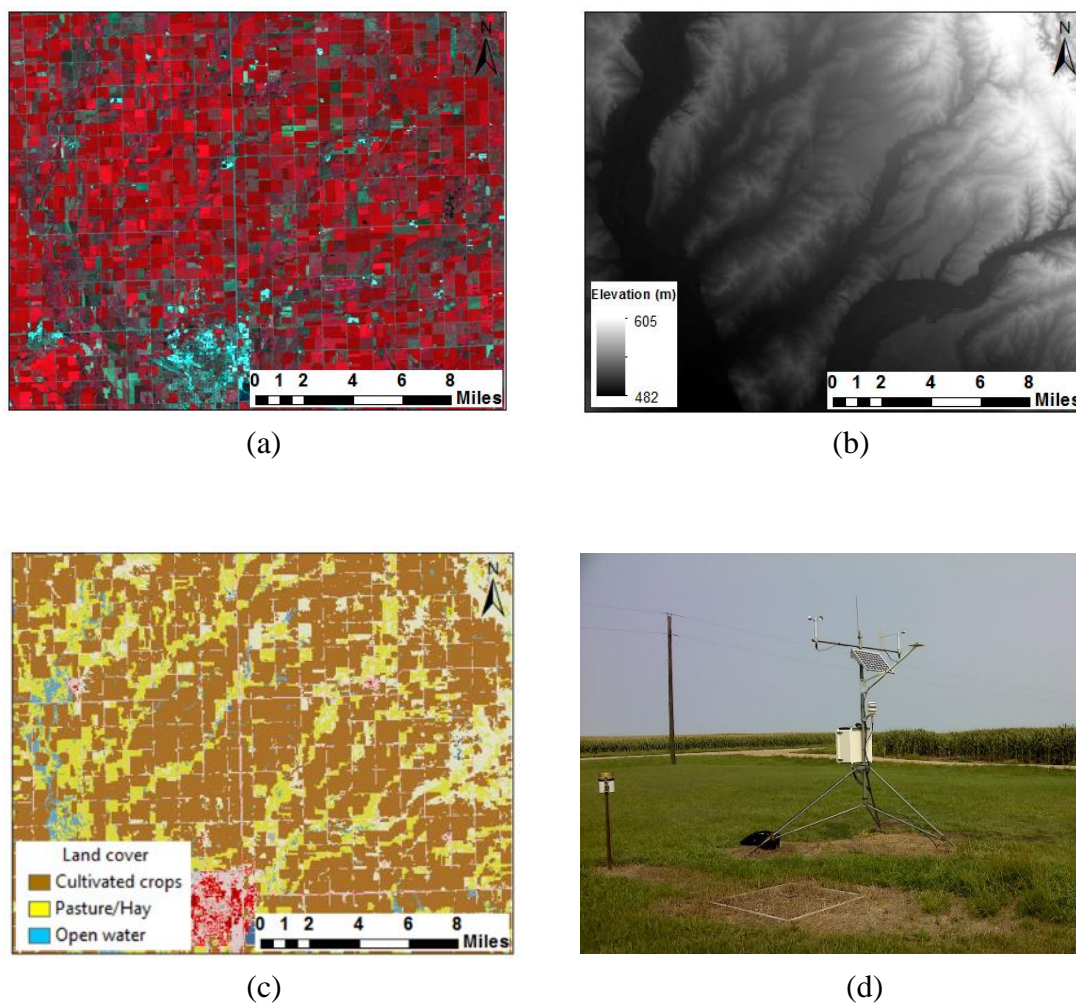 N
0 1 2 4 6 8
Miles
(a)
N
Elevation (m)
605
482
0 1 2 4 6 8
Miles
(b)
N
Land cover
Cultivated crops
Pasture/Hay
Open water
0 1 2 4 6 8
Miles
(c)
(d)